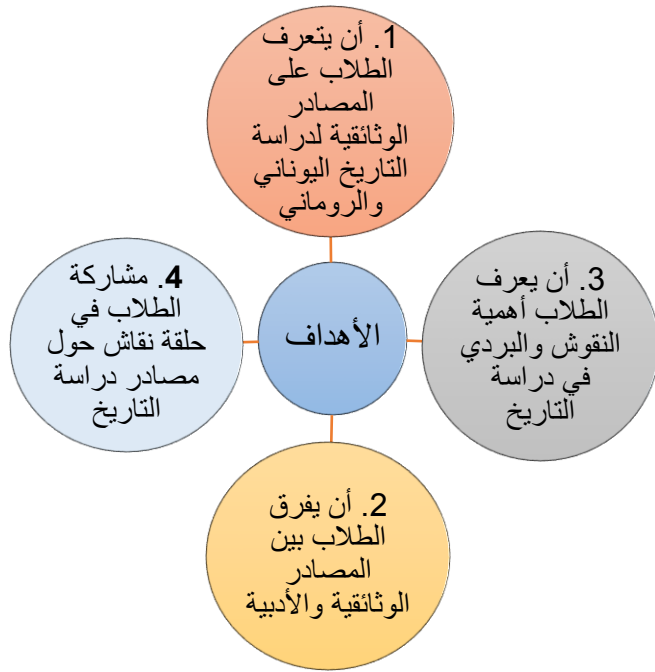 1. أن يتعرف
الطلاب على
المصادر
الوثائقية لدراسة
التاريخ اليوناني
والروماني
3. أن يعرف
الطلاب أهمية
النقوش والبردي
في دراسة
التاريخ
الأهداف
4. مشاركة
الطلاب في
حلقة نقاش حول
مصادر دراسة
التاريخ
2. أن يفرق
الطلاب بين
المصادر
الوثائقية والأدبية